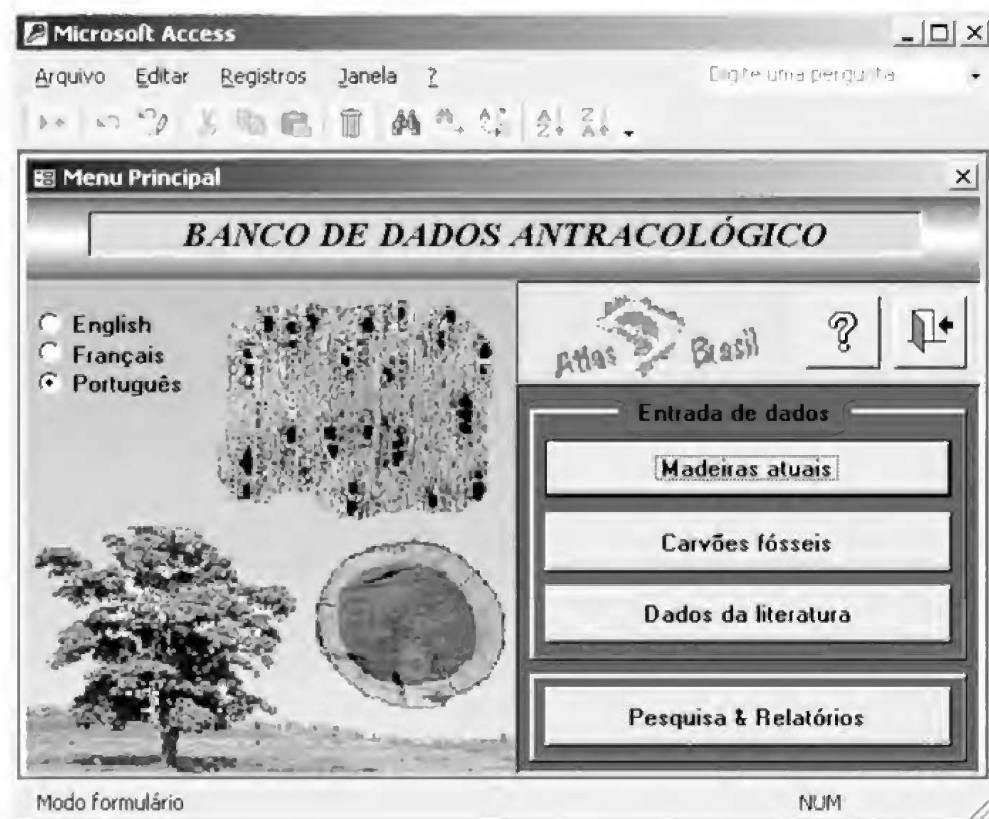 Microsoft Access
Arquivo Editar Registros Janela ? Digite uma pergunta
Menu Principal
BANCO DE DADOS ANTRACOLÓGICO
English
Français
Português
Atlas Brasil
?
Entrada de dados
Madeiras atuais
Carvões fósseis
Dados da literatura
Pesquisa & Relatórios
Modo formulário NUM